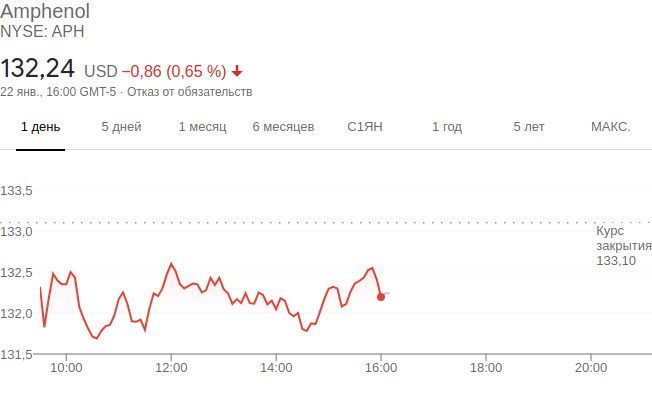 Amphenol
NYSE: APH
132,24 USD −0,86 (0,65 %)
22 янв., 16:00 GMT-5 · Отказ от обязательств
1 день 5 дней 1 месяц 6 месяцев С1ЯН 1 год 5 лет МАКС.
133,5
133,0
132,5
132,0
131,5
Курс
закрытия
133,10
10:00 12:00 14:00 16:00 18:00 20:00